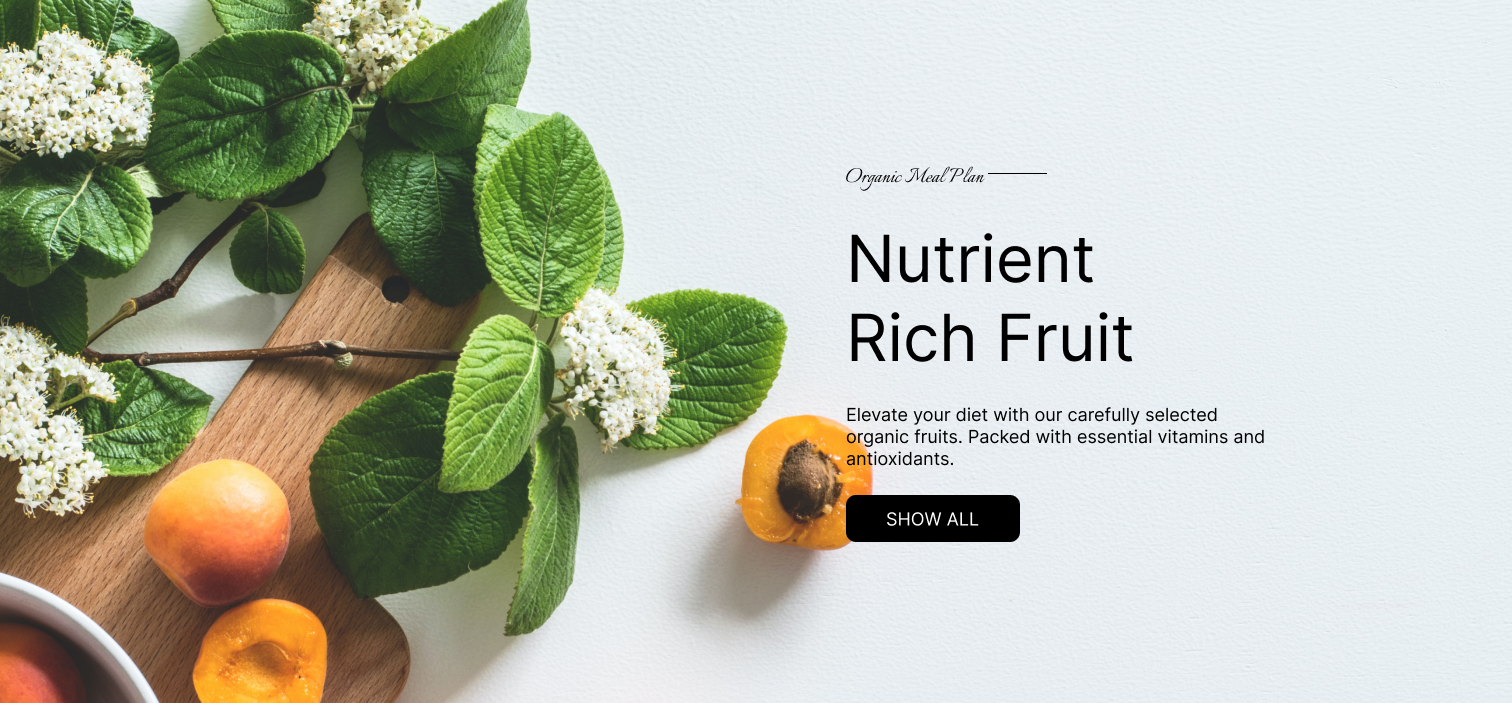 Organic Meal Plan
Nutrient
Rich Fruit
Elevate your diet with our carefully selected
organic fruits. Packed with essential vitamins and
antioxidants.
SHOW ALL